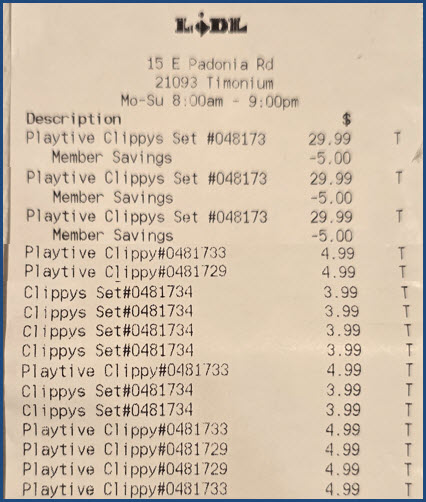 LIDL
15 E Padonia Rd
21093 Timonium
Mo-Su 8:00am - 9:00pm
Description $
Playtive Clippys Set #048173 29.99 T
Member Savings -5.00
Playtive Clippys Set #048173 29.99 T
Member Savings -5.00
Playtive Clippys Set #048173 29.99 T
Member Savings -5.00
Playtive Clippy#0481733 4.99 T
Playtive Clippy#0481729 4.99 T
Clippys Set#0481734 3.99 T
Clippys Set#0481734 3.99 T
Clippys Set#0481734 3.99 T
Clippys Set#0481734 3.99 T
Playtive Clippy#0481733 4.99 T
Clippys Set#0481734 3.99 T
Clippys Set#0481734 3.99 T
Playtive Clippy#0481733 4.99 T
Playtive Clippy#0481729 4.99 T
Playtive Clippy#0481729 4.99 T
Playtive Clippy#0481733 4.99 T